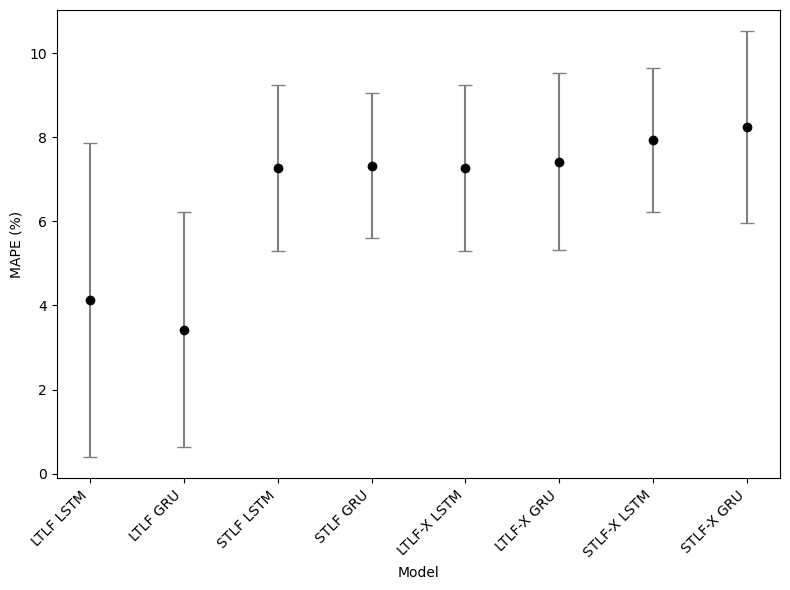 MAPE (%)
10
8
6
4
2
0
LTLF LSTM
LTLF GRU
STLF LSTM
STLF GRU
LTLF-X LSTM
LTLF-X GRU
STLF-X LSTM
STLF-X GRU
Model